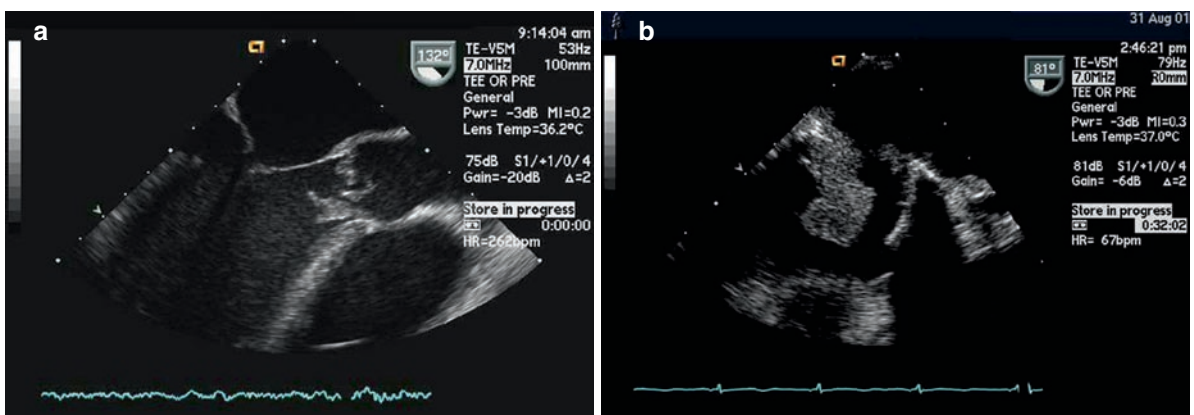 a
9:14:04 am
132°
TE-V5M 53Hz
7.0MHz 100mm
TEE OR PRE
General
Pwr= -3dB MI=0.2
Lens Temp=36.2°C
75dB S1/+1/0/4
Gain=-20dB Δ=2
Store in progress
0:00:00
HR=262bpm
b
31 Aug 01
2:46:21 pm
81°
TE-V5M 79Hz
7.0MHz R0mm
TEE OR PRE
General
Pwr= -3dB MI=0.3
Lens Temp=37.0°C
81dB S1/+1/0/4
Gain= -6dB Δ=2
Store in progress
0:32:02
HR= 67bpm